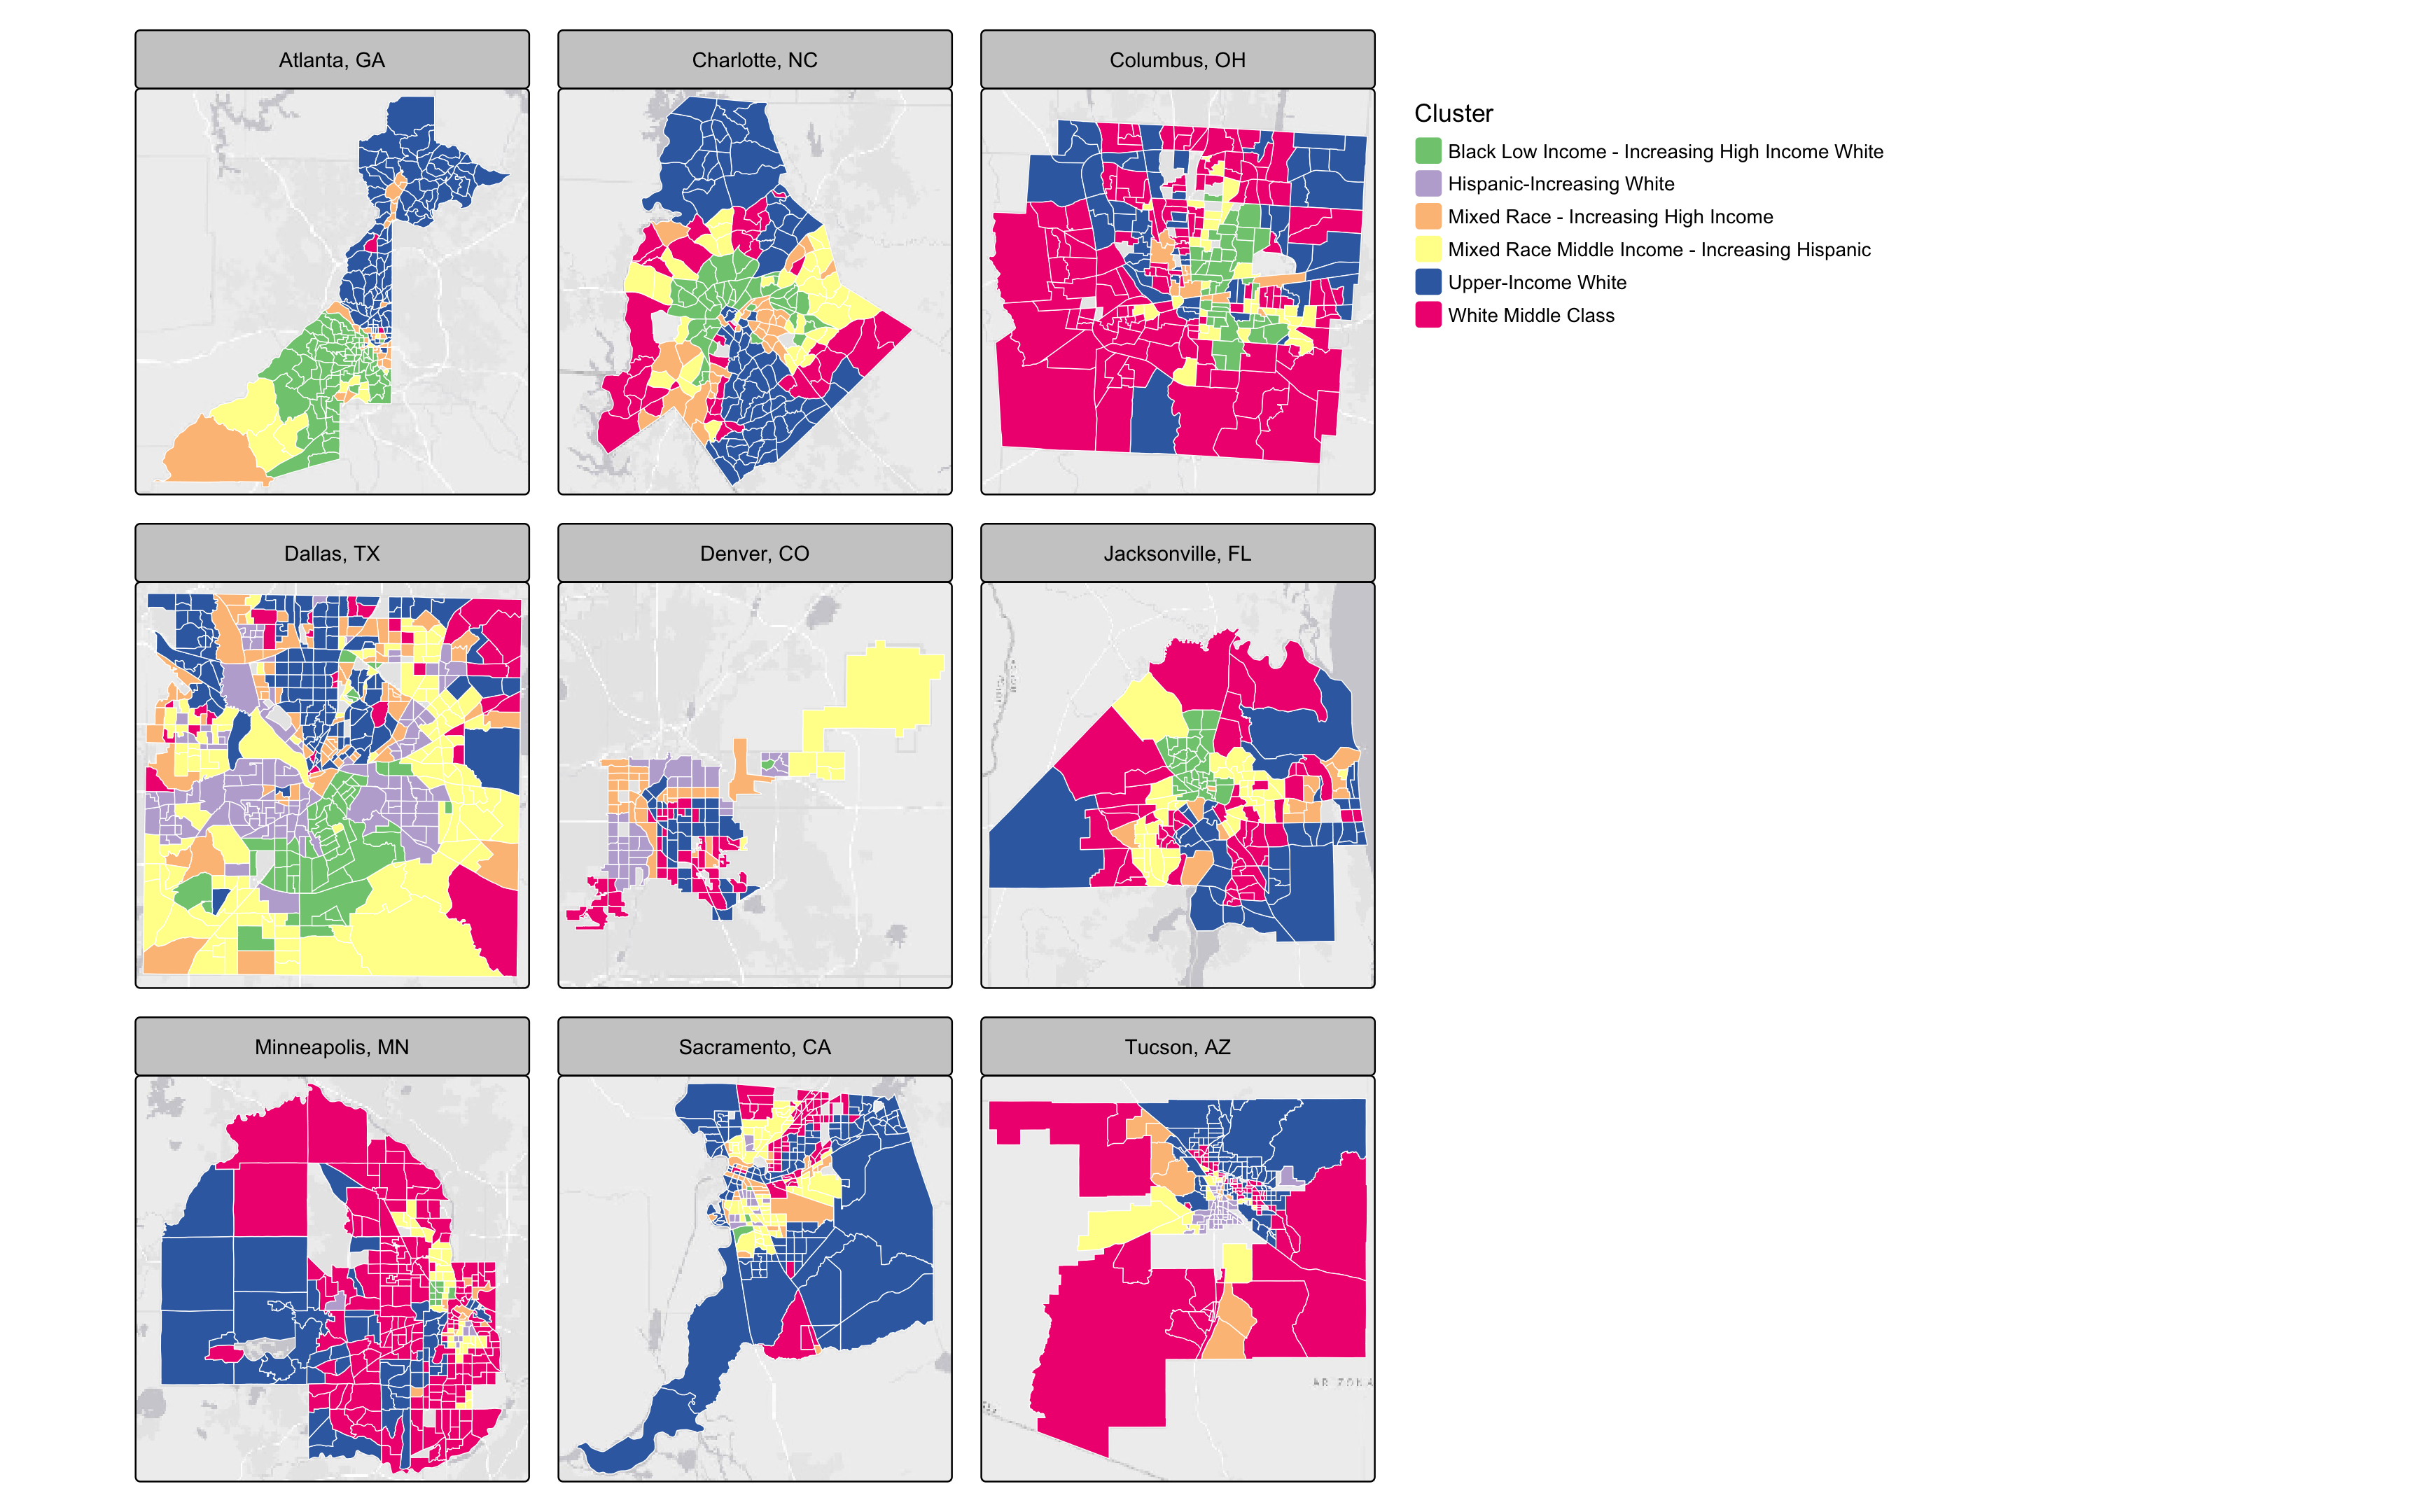 Atlanta, GA
Charlotte, NC
Columbus, OH
Cluster
Black Low Income - Increasing High Income White
Hispanic-Increasing White
Mixed Race - Increasing High Income
Mixed Race Middle Income - Increasing Hispanic
Upper-Income White
White Middle Class
Dallas, TX
Denver, CO
Jacksonville, FL
Minneapolis, MN
Sacramento, CA
Tucson, AZ